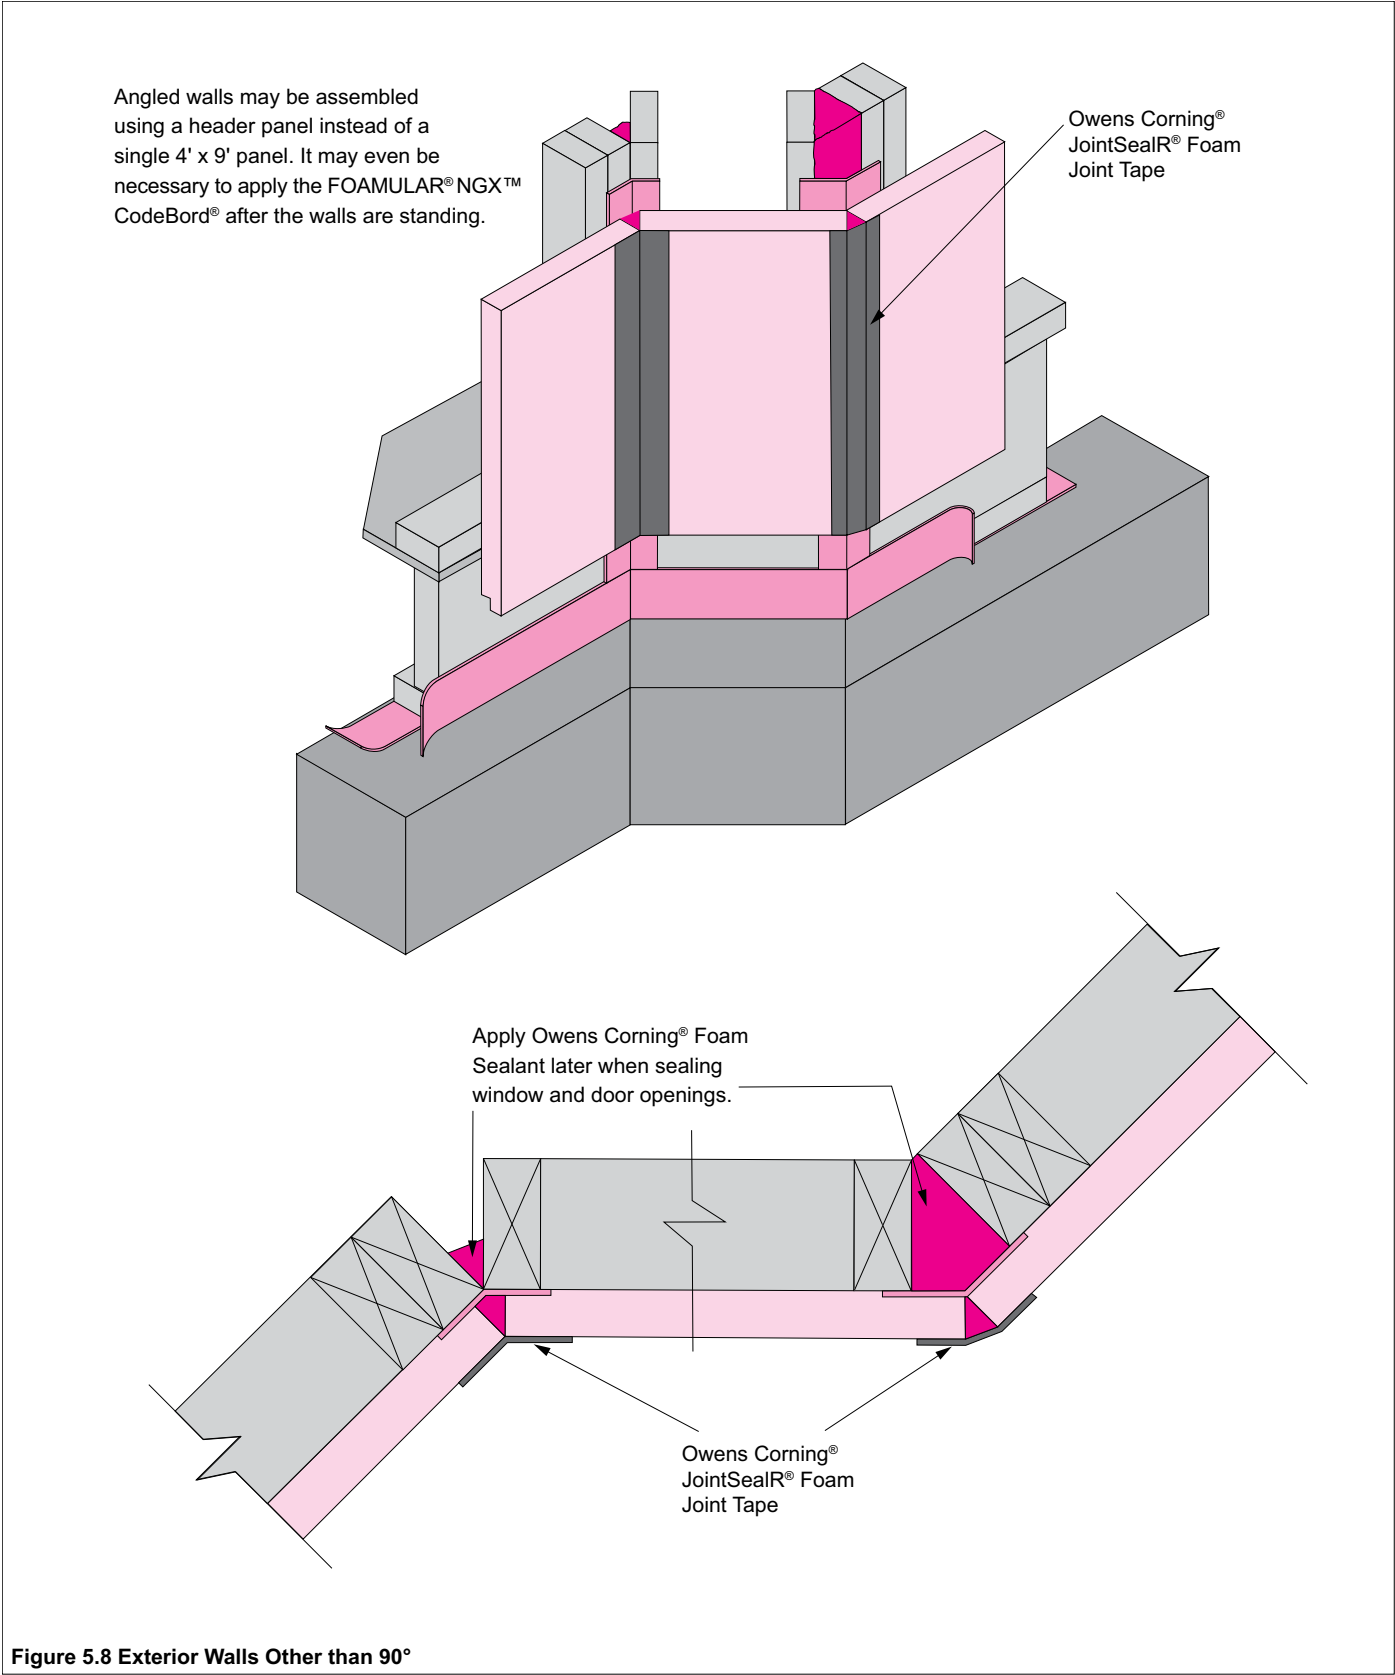 Angled walls may be assembled
using a header panel instead of a
single 4' x 9' panel. It may even be
necessary to apply the FOAMULAR® NGX™
CodeBord® after the walls are standing.
Owens Corning®
JointSealR® Foam
Joint Tape
Apply Owens Corning® Foam
Sealant later when sealing
window and door openings.
Owens Corning®
JointSealR® Foam
Joint Tape
Figure 5.8 Exterior Walls Other than 90°